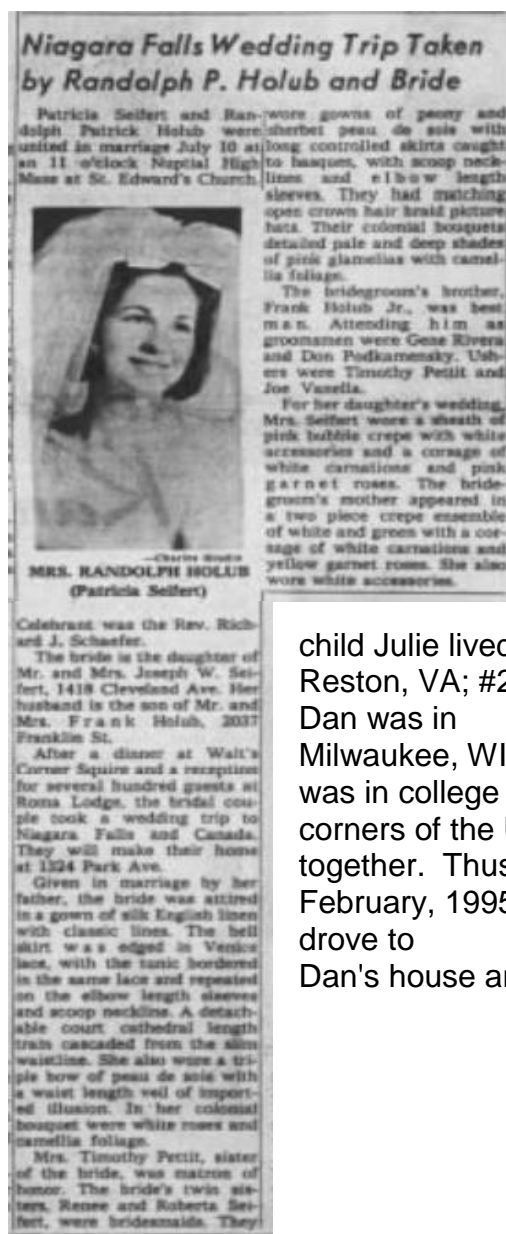 Niagara Falls Wedding Trip Taken
by Randolph P. Holub and Bride
Patricia Seifert and Ran-
dolph Patrick Holub were
united in marriage July 10 at
an 11 o'clock Nuptial High
Mass at St. Edward's Church.
—Charles Studio
MRS. RANDOLPH HOLUB
(Patricia Seifert)
Celebrant was the Rev. Rich-
ard J. Schaefer.
The bride is the daughter of
Mr. and Mrs. Joseph W. Sei-
fert, 1418 Cleveland Ave. Her
husband is the son of Mr. and
Mrs. Frank Holub, 2037
Franklin St.
After a dinner at Walt's
Corner Squire and a reception
for several hundred guests at
Roma Lodge, the bridal cou-
ple took a wedding trip to
Niagara Falls and Canada.
They will make their home
at 1324 Park Ave.
Given in marriage by her
father, the bride was attired
in a gown of silk English linen
with classic lines. The bell
skirt was edged in Venice
lace, with the tunic bordered
in the same lace and repeated
on the elbow length sleeves
and scoop neckline. A detach-
able court cathedral length
train cascaded from the slim
waistline. She also wore a tri-
ple bow of peau de soie with
a waist length veil of import-
ed illusion. In her colonial
bouquet were white roses and
camellia foliage.
Mrs. Timothy Pettit, sister
of the bride, was matron of
honor. The bride's twin sis-
ters, Renee and Roberta Sei-
fert, were bridesmaids. They
wore gowns of peony and
sherbet peau de soie with
long controlled skirts caught
to basques, with scoop neck-
lines and elbow length
sleeves. They had matching
open crown hair braid picture
hats. Their colonial bouquets
detailed pale and deep shades
of pink glamelias with camel-
lia foliage.
The bridegroom's brother,
Frank Holub Jr., was best
man. Attending him as
groomsmen were Gene Rivera
and Don Podkamensky. Ush-
ers were Timothy Pettit and
Joe Vanella.
For her daughter's wedding,
Mrs. Seifert wore a sheath of
pink bubble crepe with white
accessories and a corsage of
white carnations and pink
garnet roses. The bride-
groom's mother appeared in
a two piece crepe ensemble
of white and green with a cor-
sage of white carnations and
yellow garnet roses. She also
wore white accessories.
child Julie lived
Reston, VA; #2
Dan was in
Milwaukee, WI
was in college
corners of the
together. Thus
February, 1995
drove to
Dan's house